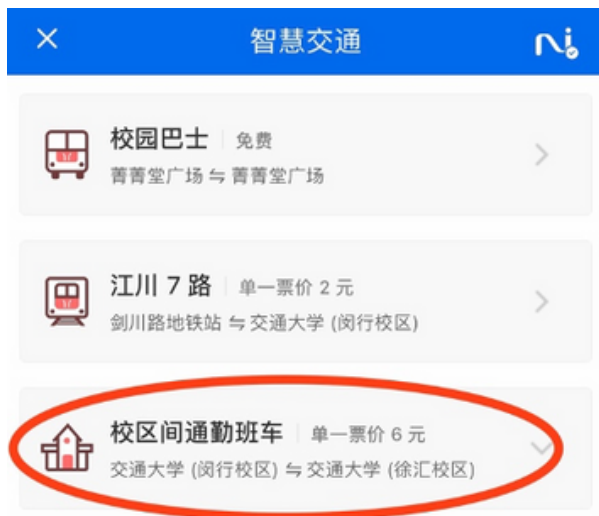 智慧交通
校园巴士 免费
菁菁堂广场 ⇋ 菁菁堂广场
江川 7 路 单一票价 2 元
剑川路地铁站 ⇋ 交通大学 (闵行校区)
校区间通勤班车 单一票价 6 元
交通大学 (闵行校区) ⇋ 交通大学 (徐汇校区)